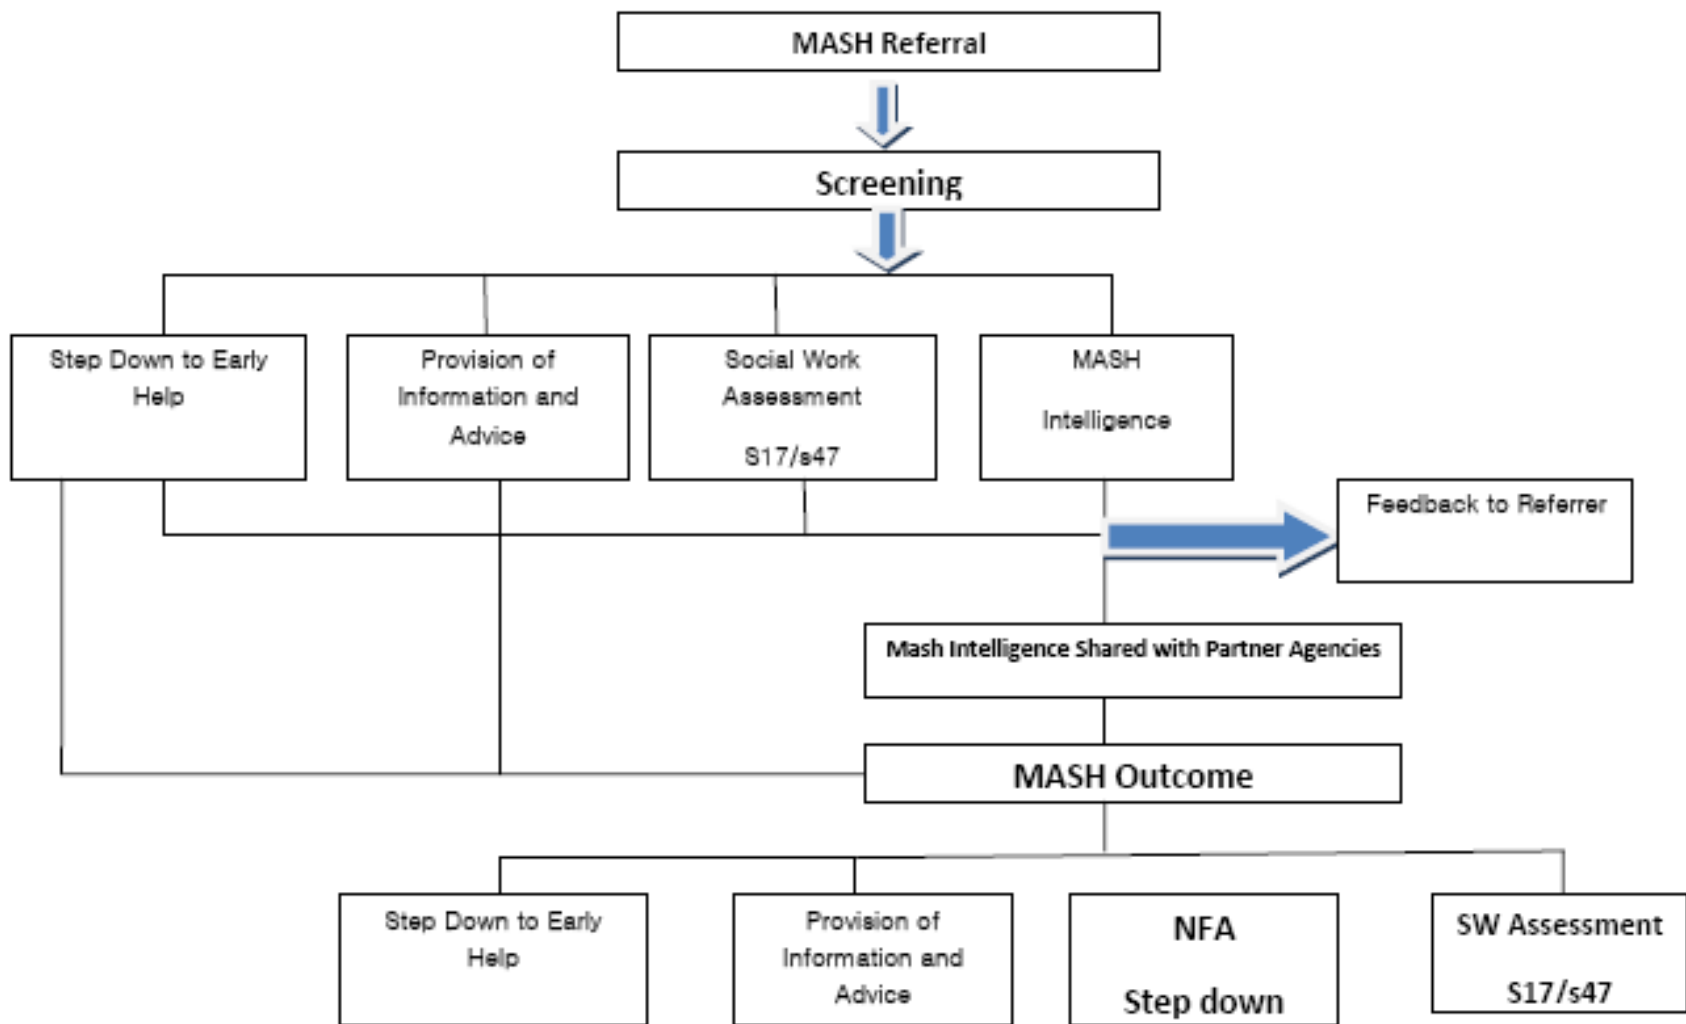 MASH Referral
Screening
Step Down to Early
Help
Provision of
Information and
Advice
Social Work
Assessment
S17/s47
MASH
Intelligence
Feedback to Referrer
Mash Intelligence Shared with Partner Agencies
MASH Outcome
Step Down to Early
Help
Provision of
Information and
Advice
NFA
Step down
SW Assessment
S17/s47